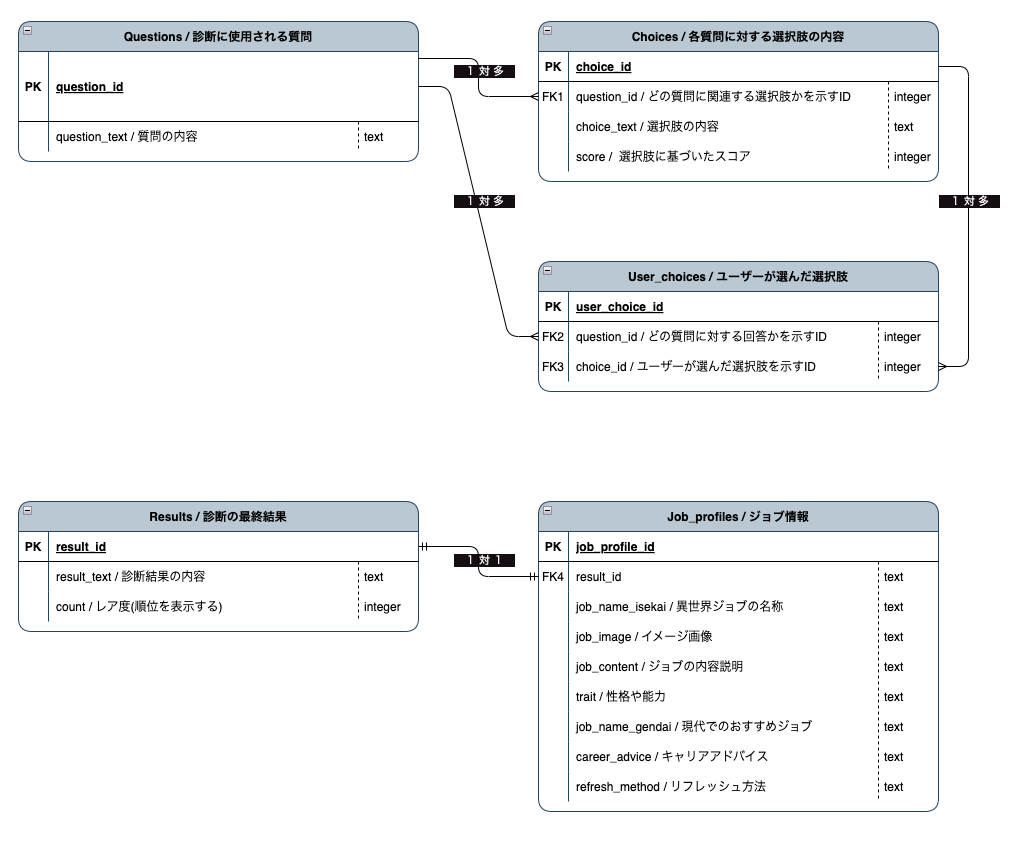 Questions / 診断に使用される質問
PK question_id
question_text / 質問の内容 text
1 対 多
Choices / 各質問に対する選択肢の内容
PK choice_id
FK1 question_id / どの質問に関連する選択肢かを示すID integer
choice_text / 選択肢の内容 text
score / 選択肢に基づいたスコア integer
1 対 多
1 対 多
User_choices / ユーザーが選んだ選択肢
PK user_choice_id
FK2 question_id / どの質問に対する回答かを示すID integer
FK3 choice_id / ユーザーが選んだ選択肢を示すID integer
Results / 診断の最終結果
PK result_id
result_text / 診断結果の内容 text
count / レア度(順位を表示する) integer
1 対 1
Job_profiles / ジョブ情報
PK job_profile_id
FK4 result_id text
job_name_isekai / 異世界ジョブの名称 text
job_image / イメージ画像 text
job_content / ジョブの内容説明 text
trait / 性格や能力 text
job_name_gendai / 現代でのおすすめジョブ text
career_advice / キャリアアドバイス text
refresh_method / リフレッシュ方法 text